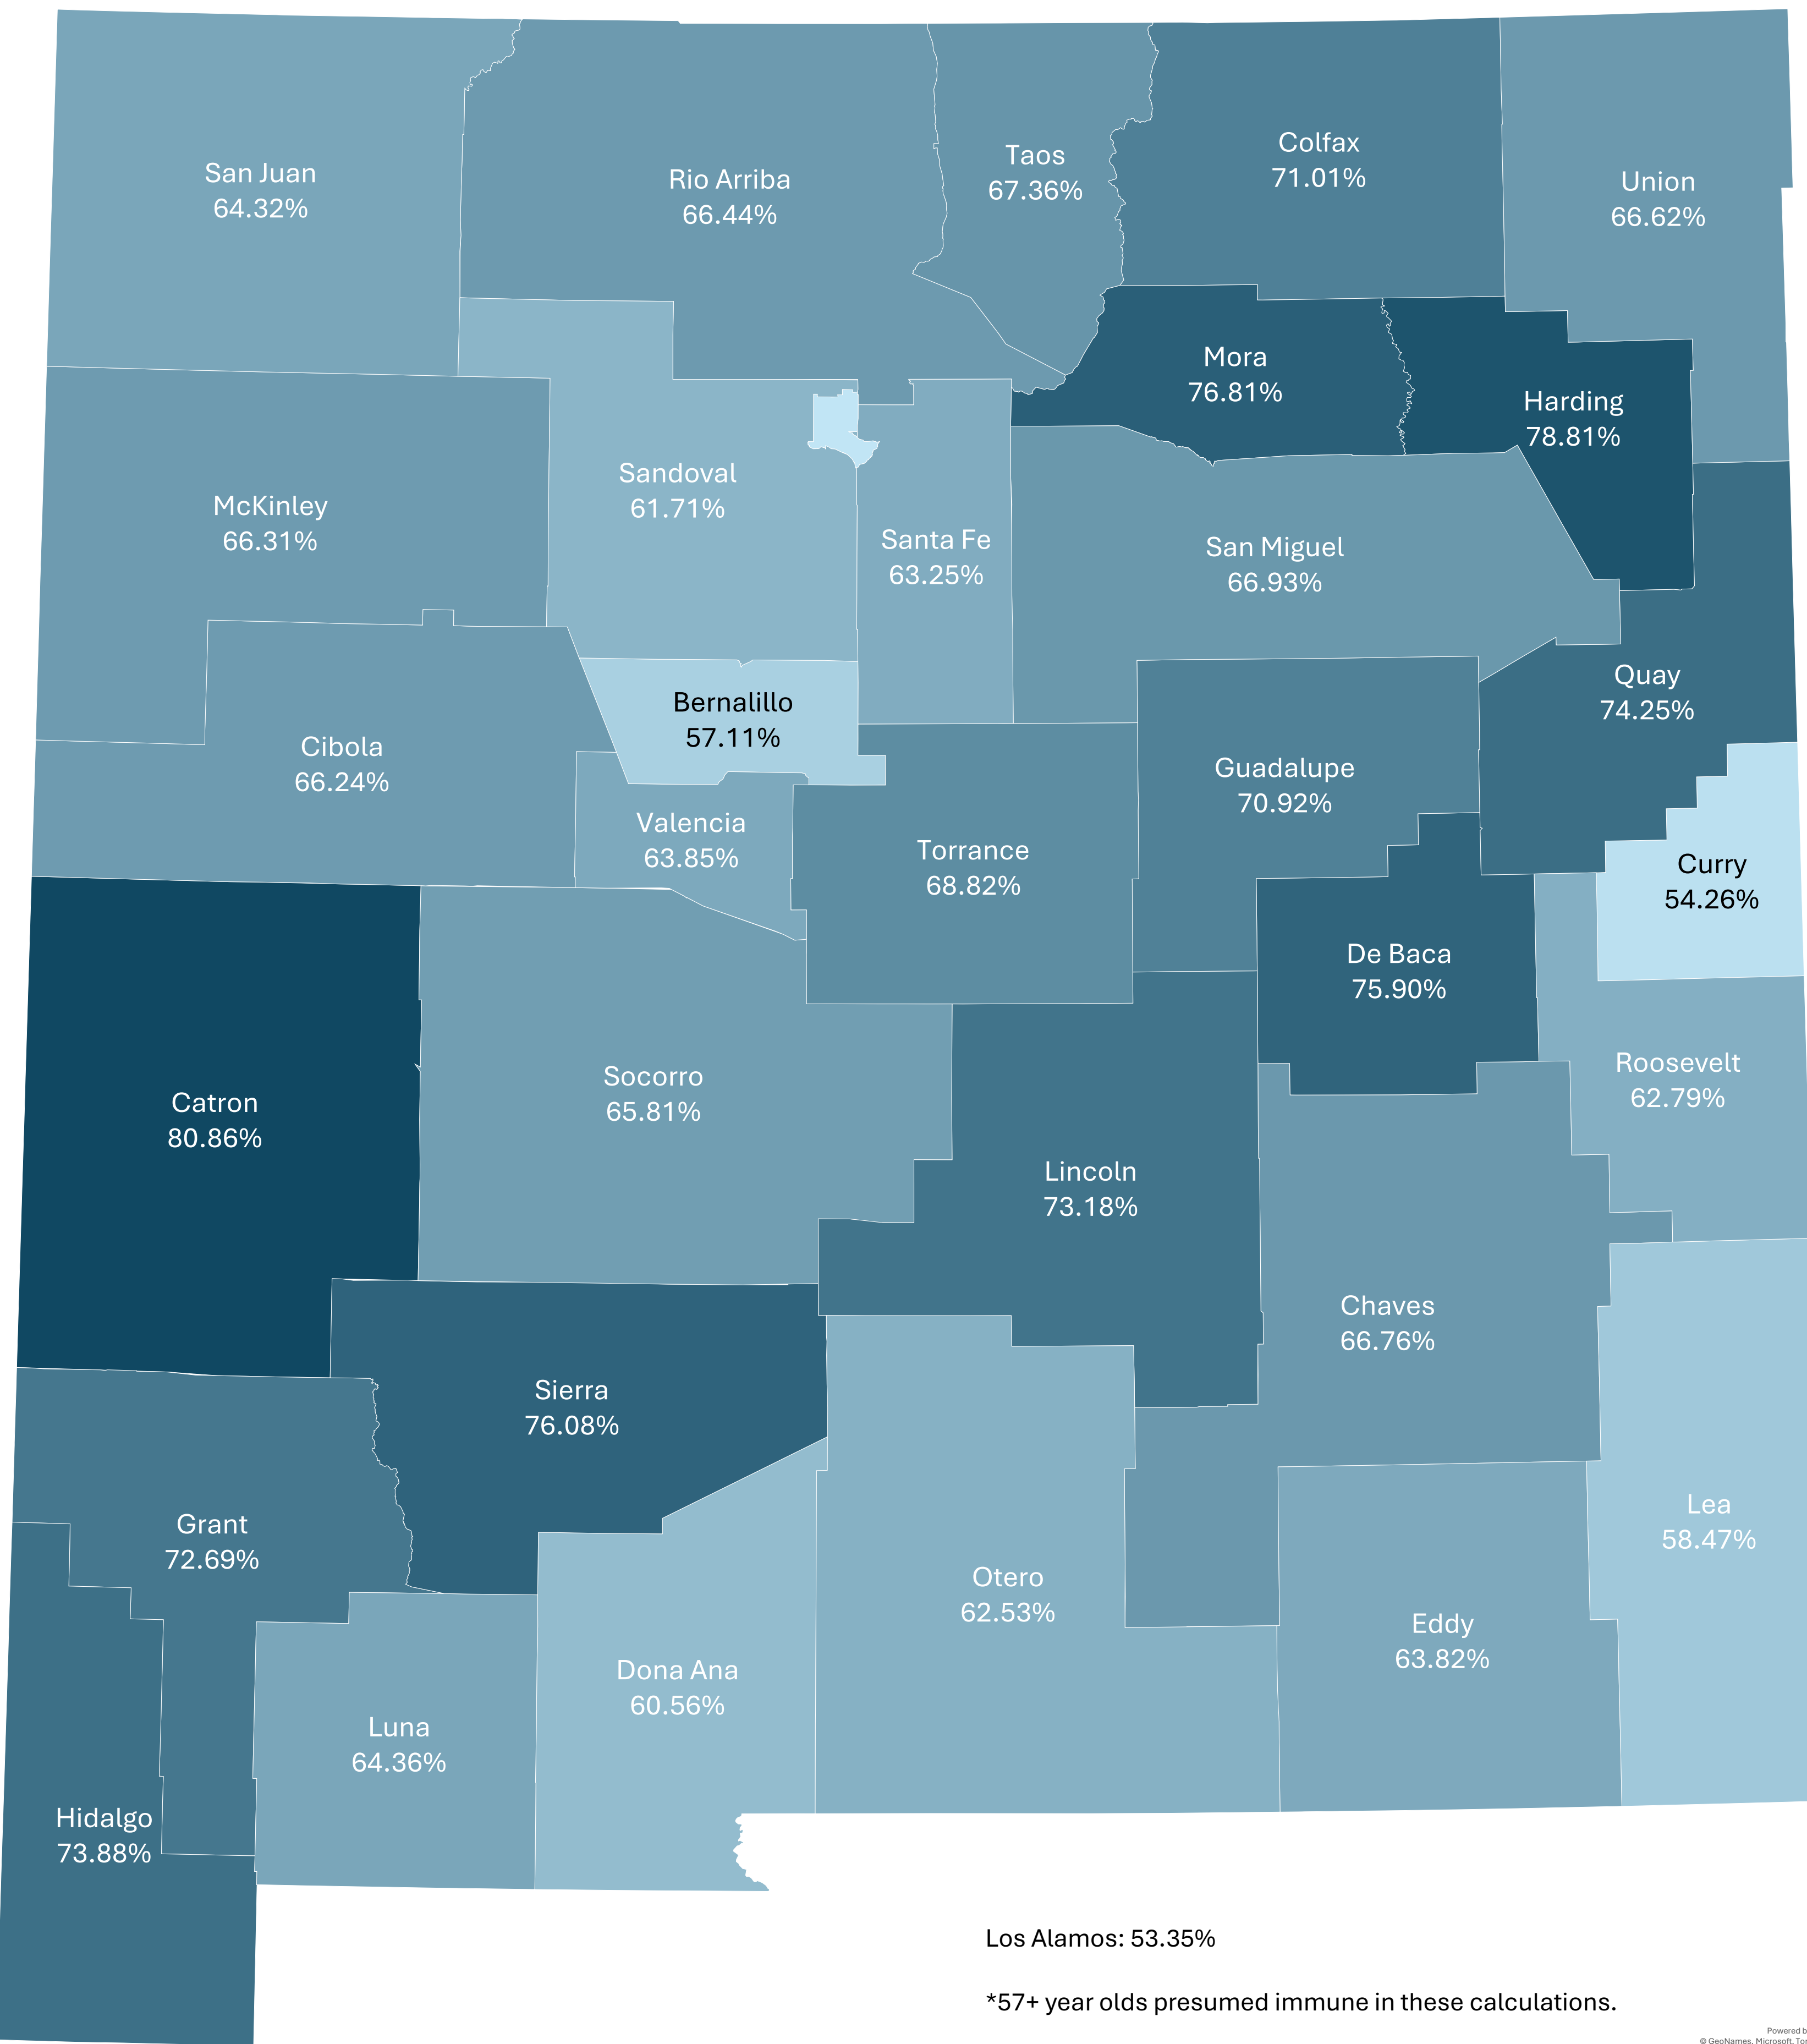 San Juan
64.32%
Rio Arriba
66.44%
Taos
67.36%
Colfax
71.01%
Union
66.62%
Mora
76.81%
Harding
78.81%
McKinley
66.31%
Sandoval
61.71%
Santa Fe
63.25%
San Miguel
66.93%
Quay
74.25%
Bernalillo
57.11%
Cibola
66.24%
Guadalupe
70.92%
Valencia
63.85%
Torrance
68.82%
Curry
54.26%
De Baca
75.90%
Catron
80.86%
Socorro
65.81%
Roosevelt
62.79%
Lincoln
73.18%
Chaves
66.76%
Sierra
76.08%
Grant
72.69%
Lea
58.47%
Otero
62.53%
Eddy
63.82%
Dona Ana
60.56%
Luna
64.36%
Hidalgo
73.88%
Los Alamos: 53.35%
*57+ year olds presumed immune in these calculations.
Powered b
© GeoNames, Microsoft, Tom